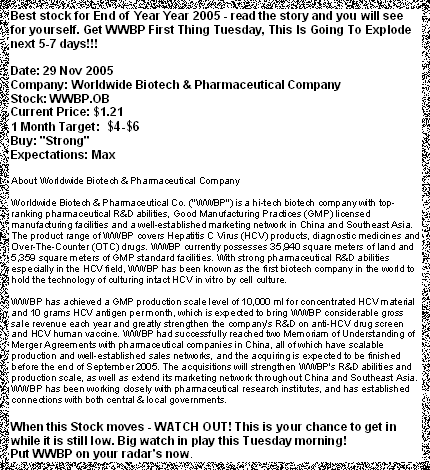 Best stock for End of Year Year 2005 - read the story and you will see
for yourself. Get WWBP First Thing Tuesday, This Is Going To Explode
next 5-7 days!!!
Date: 29 Nov 2005
Company: Worldwide Biotech & Pharmaceutical Company
Stock: WWBP.OB
Current Price: $1.21
1 Month Target:  $4-$6
Buy: "Strong"
Expectations: Max
About Worldwide Biotech & Pharmaceutical Company
Worldwide Biotech & Pharmaceutical Co. ("WWBP") is a hi-tech biotech company with top-
ranking pharmaceutical R&D abilities, Good Manufacturing Practices (GMP) licensed
manufacturing facilities and a well-established marketing network in China and Southeast Asia.
The product range of WWBP covers Hepatitis C Virus (HCV) products, diagnostic medicines and
Over-The-Counter (OTC) drugs. WWBP currently possesses 35,940 square meters of land and
5,359 square meters of GMP standard facilities. With strong pharmaceutical R&D abilities
especially in the HCV field, WWBP has been known as the first biotech company in the world to
hold the technology of culturing intact HCV in vitro by cell culture.
WWBP has achieved a GMP production scale level of 10,000 ml for concentrated HCV material
and 10 grams HCV antigen per month, which is expected to bring WWBP considerable gross
sale revenue each year and greatly strengthen the company's R&D on anti-HCV drug screen
and HCV human vaccine. WWBP had successfully reached two Memoriam of Understanding of
Merger Agreements with pharmaceutical companies in China, all of which have scalable
production and well-established sales networks, and the acquiring is expected to be finished
before the end of September 2005. The acquisitions will strengthen WWBP's R&D abilities and
production scale, as well as extend its marketing network throughout China and Southeast Asia.
WWBP has been working closely with pharmaceutical research institutes, and has established
connections with both central & local governments.
When this Stock moves - WATCH OUT! This is your chance to get in
while it is still low. Big watch in play this Tuesday morning!
Put WWBP on your radar's now.